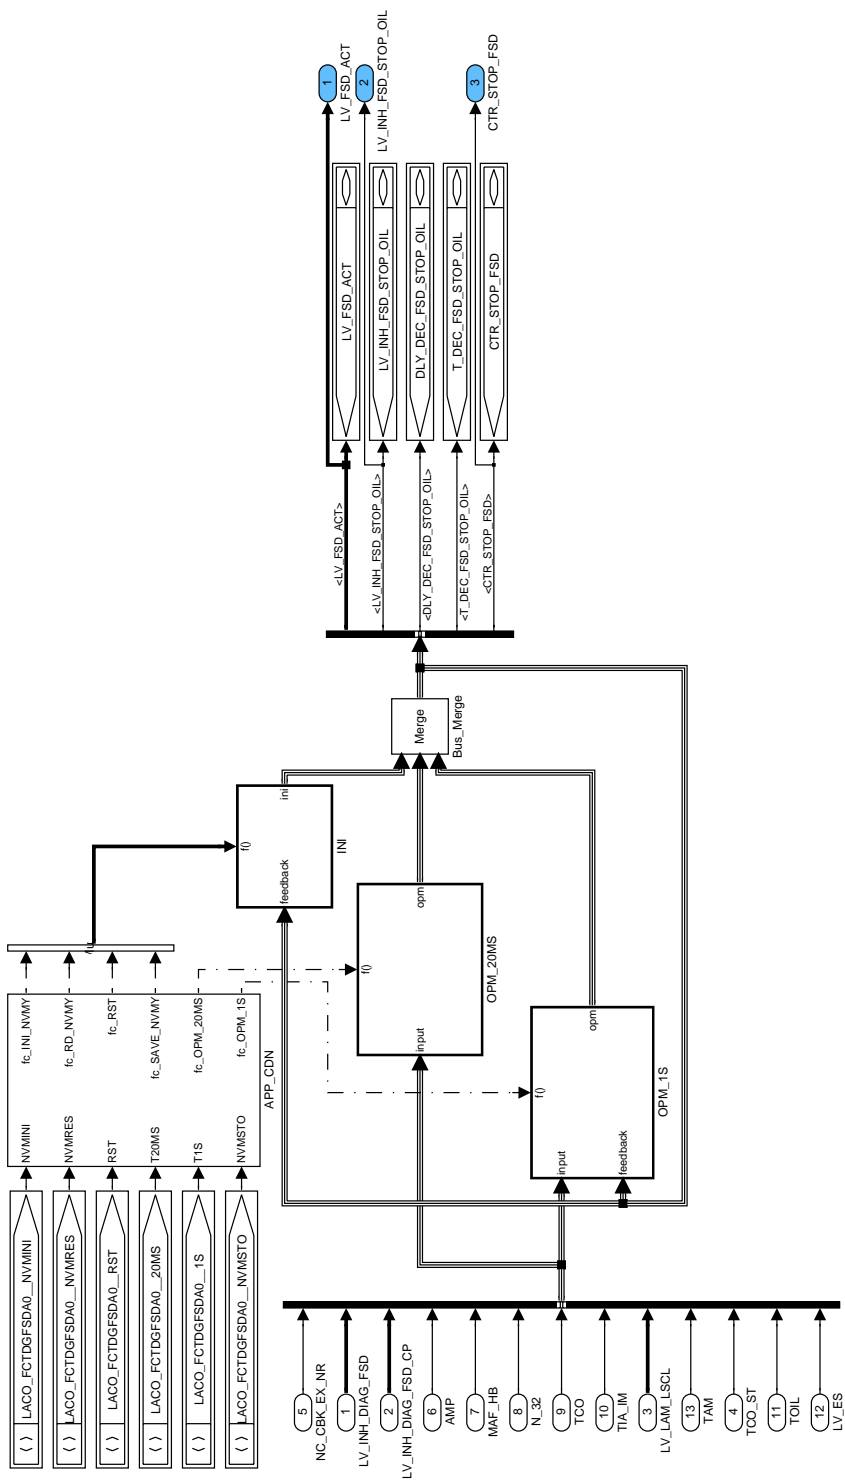 LACO_FCTDGFSDA0__NVMINI
LACO_FCTDGFSDA0__NVMRES
LACO_FCTDGFSDA0__RST
LACO_FCTDGFSDA0__20MS
LACO_FCTDGFSDA0__1S
LACO_FCTDGFSDA0__NVMSTO
NVMINI
NVMRES
RST
T20MS
T1S
NVMSTO
fc_INI_NVMY
fc_RD_NVMY
fc_RST
fc_SAVE_NVMY
fc_OPM_20MS
fc_OPM_1S
APP_CDN
5
NC_CBK_EX_NR
1
LV_INH_DIAG_FSD
2
LV_INH_DIAG_FSD_CP
6
AMP
7
MAF_HB
8
N_32
9
TCO
10
TIA_IM
3
LV_LAM_LSCL
13
TAM
4
TCO_ST
11
TOIL
12
LV_ES
feedback
f()
ini
INI
input
f()
opm
OPM_20MS
input
feedback
f()
opm
OPM_1S
Merge
Bus_Merge
<LV_FSD_ACT>
<LV_INH_FSD_STOP_OIL>
<DLY_DEC_FSD_STOP_OIL>
<T_DEC_FSD_STOP_OIL>
<CTR_STOP_FSD>
LV_FSD_ACT
LV_INH_FSD_STOP_OIL
DLY_DEC_FSD_STOP_OIL
T_DEC_FSD_STOP_OIL
CTR_STOP_FSD
1
LV_FSD_ACT
2
LV_INH_FSD_STOP_OIL
3
CTR_STOP_FSD